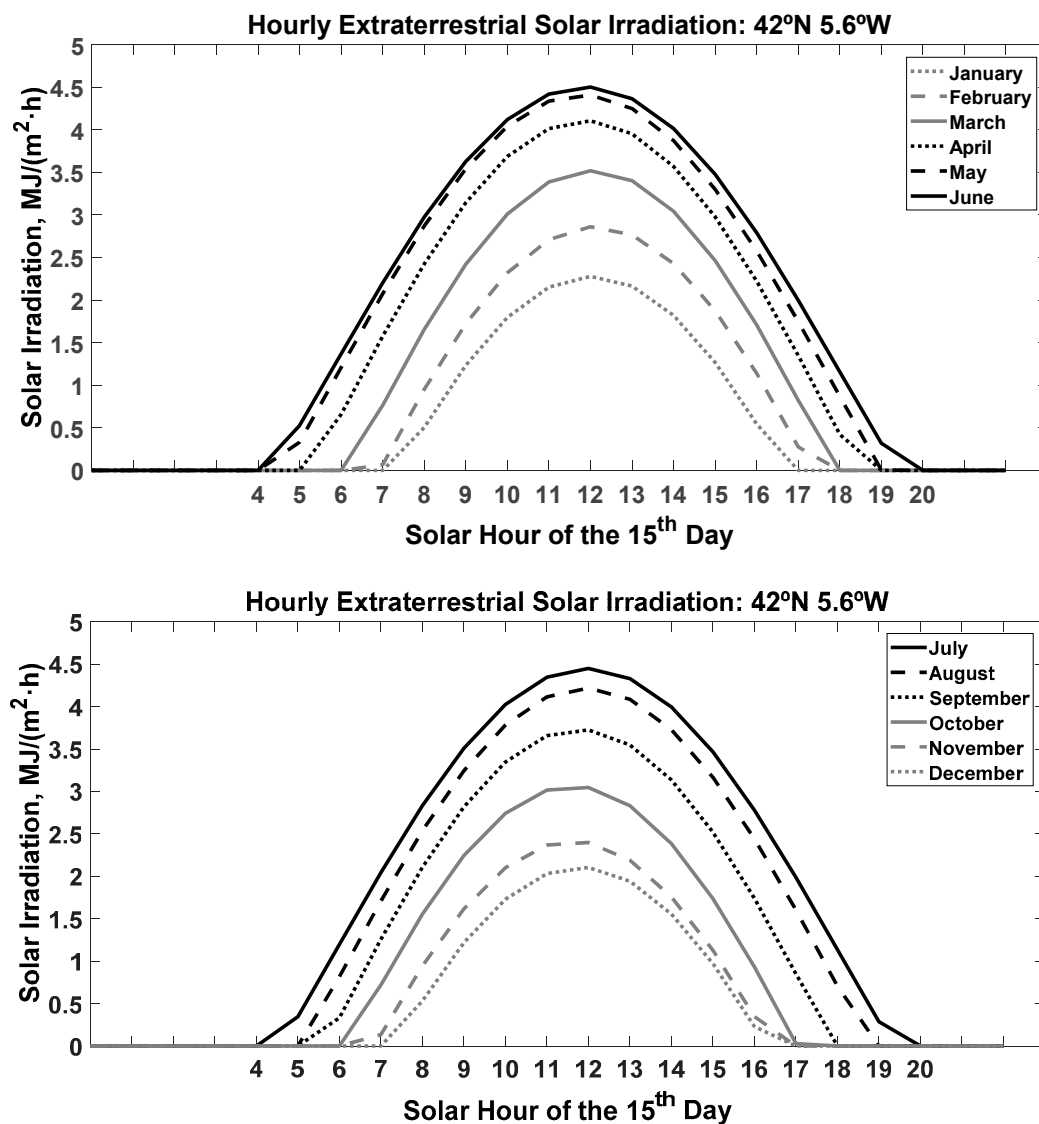 Hourly Extraterrestrial Solar Irradiation: 42ºN 5.6ºW
5
4.5
4
3.5
3
2.5
2
1.5
1
0.5
0
Solar Irradiation, MJ/(m²·h)
January
February
March
April
May
June
4 5 6 7 8 9 10 11 12 13 14 15 16 17 18 19 20
Solar Hour of the 15th Day
Hourly Extraterrestrial Solar Irradiation: 42ºN 5.6ºW
5
4.5
4
3.5
3
2.5
2
1.5
1
0.5
0
Solar Irradiation, MJ/(m²·h)
July
August
September
October
November
December
4 5 6 7 8 9 10 11 12 13 14 15 16 17 18 19 20
Solar Hour of the 15th Day